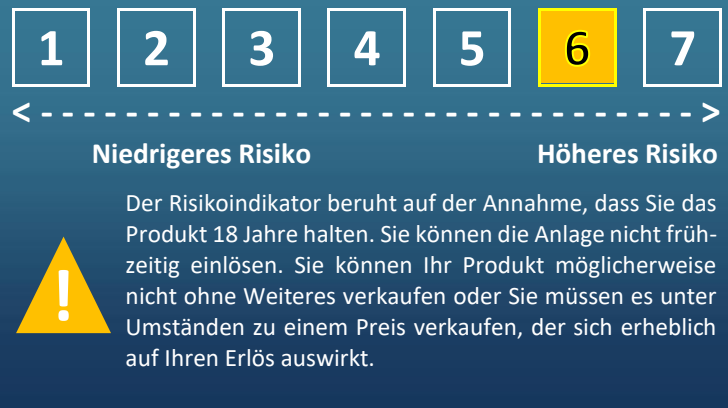 1 2 3 4 5 6 7
< - - - - - - - - - - - - - - - - - - - - - - - - - - - - - - - >
Niedrigeres Risiko Höheres Risiko
Der Risikoindikator beruht auf der Annahme, dass Sie das
Produkt 18 Jahre halten. Sie können die Anlage nicht früh-
zeitig einlösen. Sie können Ihr Produkt möglicherweise
!
nicht ohne Weiteres verkaufen oder Sie müssen es unter
Umständen zu einem Preis verkaufen, der sich erheblich
auf Ihren Erlös auswirkt.